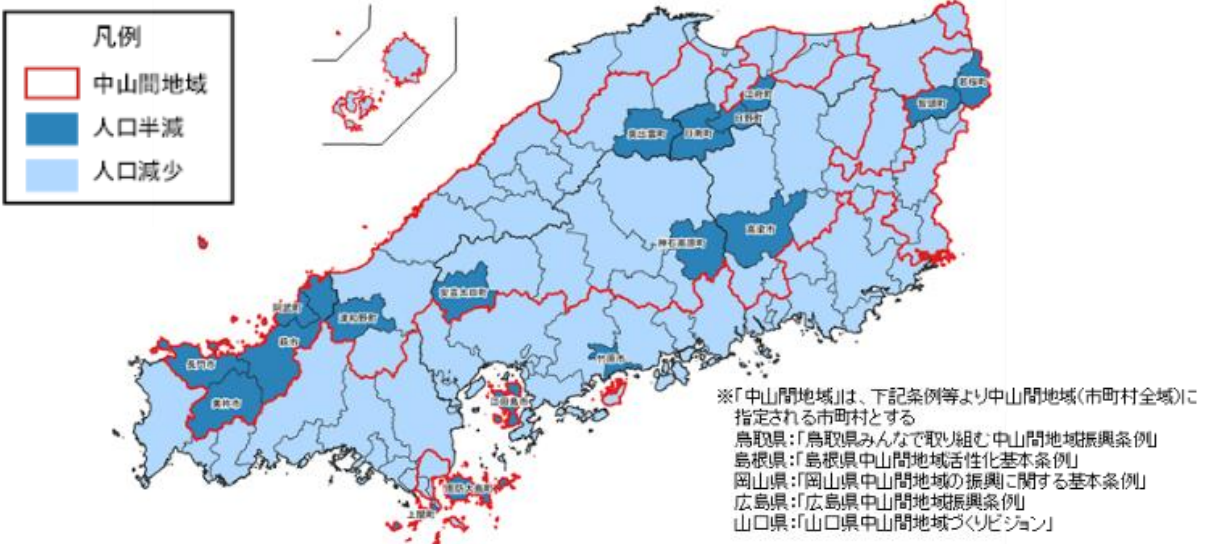 凡例
中山間地域
人口半減
人口減少
江府町
若桜町
智頭町
日野町
奥出雲町
日南町
高梁市
神石高原町
安芸太田町
阿武町
津和野町
萩市
長門市
竹原市
美祢市
江田島市
周防大島町
上関町
※「中山間地域」は、下記条例等より中山間地域(市町村全域)に
指定される市町村とする
鳥取県:「鳥取県みんなで取り組む中山間地域振興条例」
島根県:「島根県中山間地域活性化基本条例」
岡山県:「岡山県中山間地域の振興に関する基本条例」
広島県:「広島県中山間地域振興条例」
山口県:「山口県中山間地域づくりビジョン」